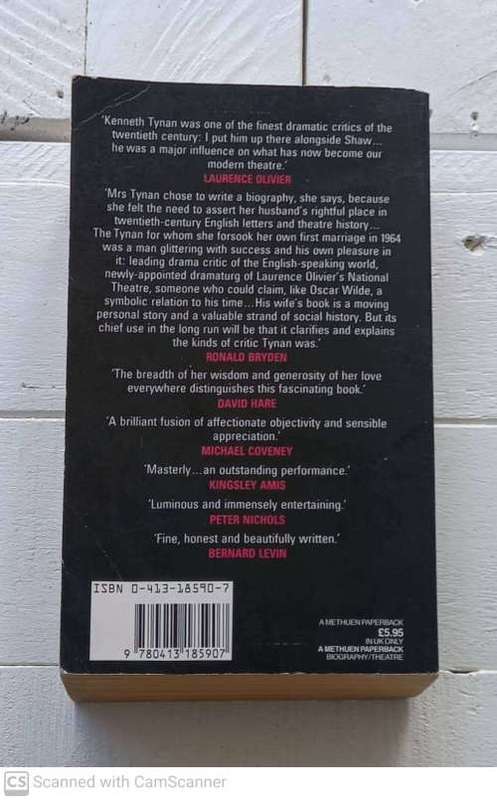 'Kenneth Tynan was one of the finest dramatic critics of the
twentieth century: I put him up there alongside Shaw...
he was a major influence on what has now become our
modern theatre.'
LAURENCE OLIVIER
'Mrs Tynan chose to write a biography, she says, because
she felt the need to assert her husband's rightful place in
twentieth-century English letters and theatre history...
The Tynan for whom she forsook her own first marriage in 1964
was a man glittering with success and his own pleasure in
it: leading drama critic of the English-speaking world,
newly-appointed dramaturg of Laurence Olivier's National
Theatre, someone who could claim, like Oscar Wilde, a
symbolic relation to his time...His wife's book is a moving
personal story and a valuable strand of social history. But its
chief use in the long run will be that it clarifies and explains
the kinds of critic Tynan was.'
RONALD BRYDEN
'The breadth of her wisdom and generosity of her love
everywhere distinguishes this fascinating book.'
DAVID HARE
'A brilliant fusion of affectionate objectivity and sensible
appreciation.'
MICHAEL COVENEY
'Masterly...an outstanding performance.'
KINGSLEY AMIS
'Luminous and immensely entertaining.'
PETER NICHOLS
'Fine, honest and beautifully written.'
BERNARD LEVIN
ISBN 0-413-18590-7
9 780413 185907
A METHUEN PAPERBACK
£5.95
IN UK ONLY
A METHUEN PAPERBACK
BIOGRAPHY/THEATRE
CS Scanned with CamScanner